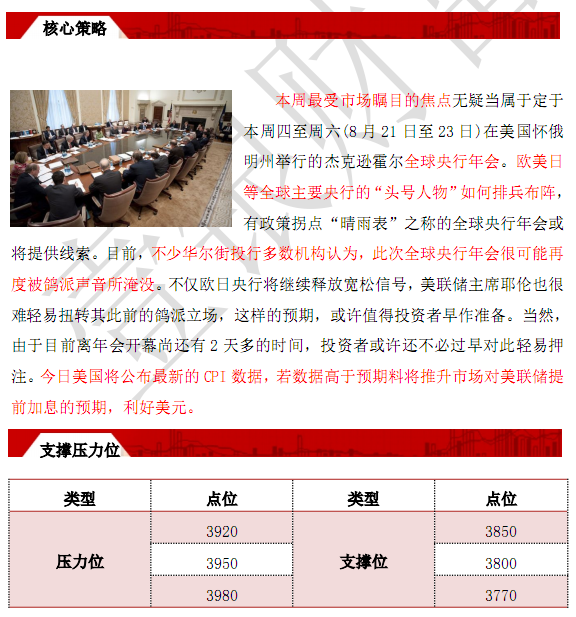 核心策略
本周最受市场瞩目的焦点无疑当属于定于
本周四至周六(8月21日至23日)在美国怀俄
明州举行的杰克逊霍尔全球央行年会。欧美日
等全球主要央行的“头号人物”如何排兵布阵,
有政策拐点“晴雨表”之称的全球央行年会或
将提供线索。目前,不少华尔街投行多数机构认为,此次全球央行年会很可能再
度被鸽派声音所淹没。不仅欧日央行将继续释放宽松信号,美联储主席耶伦也很
难轻易扭转其此前的鸽派立场,这样的预期,或许值得投资者早作准备。当然,
由于目前离年会开幕尚还有2天多的时间,投资者或许还不必过早对此轻易押
注。今日美国将公布最新的CPI数据,若数据高于预期料将推升市场对美联储提
前加息的预期,利好美元。
支撑压力位
类型 点位 类型 点位
压力位 3920 支撑位 3850
3950 3800
3980 3770